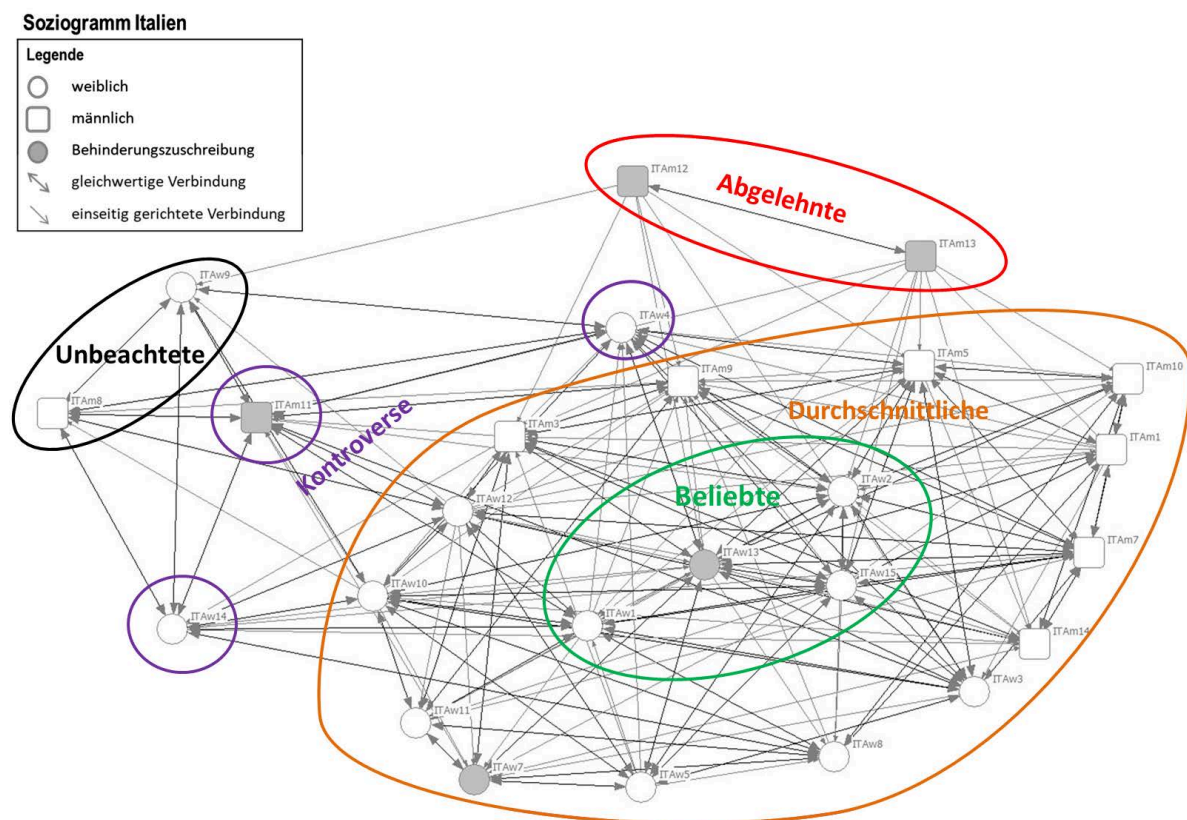 Soziogramm Italien
Legende
weiblich
männlich
Behinderungszuschreibung
gleichwertige Verbindung
einseitig gerichtete Verbindung
ITAm12
Abgelehnte
ITAm13
ITAw9
ITAw4
Unbeachtete
ITAm5
ITAm9
ITAm10
ITAm8
ITAm11
Kontroverse
Durchschnittliche
ITAm3
ITAm1
ITAw2
Beliebte
ITAw12
ITAw13
ITAm7
ITAw15
ITAw10
ITAw14
ITAw1
ITAm14
ITAw3
ITAw11
ITAw8
ITAw7
ITAw5